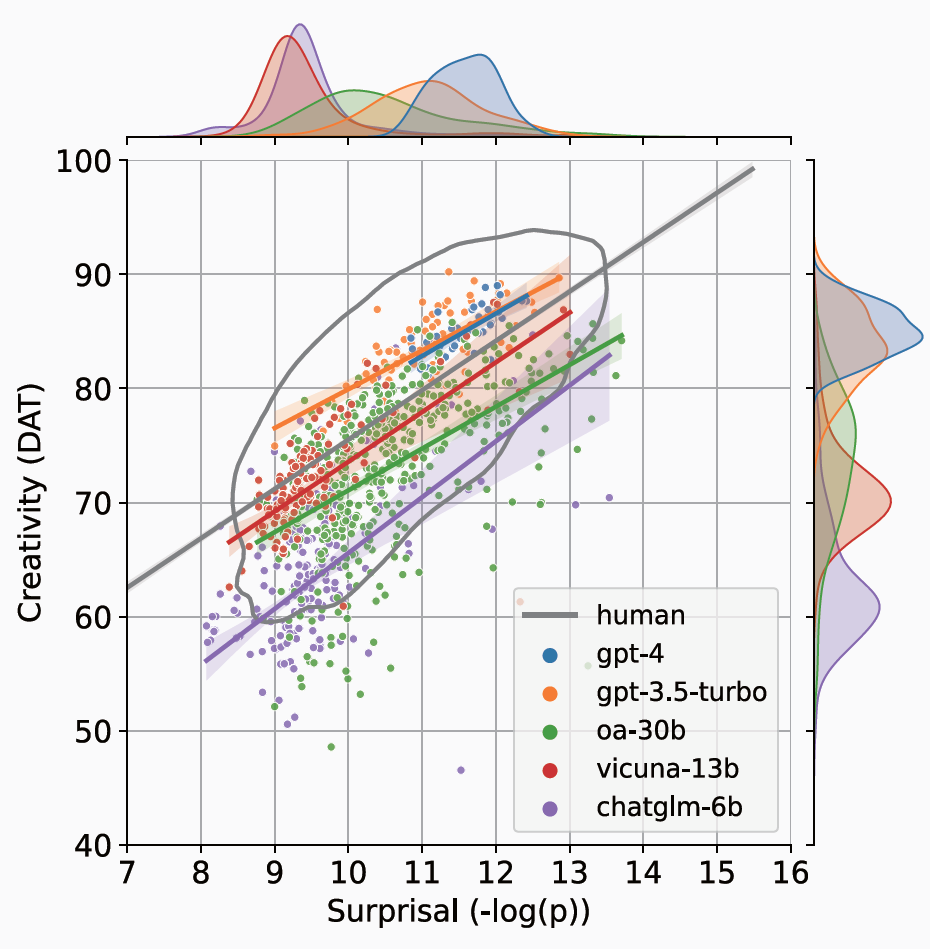 100
90
80
70
60
50
40
Creativity (DAT)
human
gpt-4
gpt-3.5-turbo
oa-30b
vicuna-13b
chatglm-6b
7 8 9 10 11 12 13 14 15 16
Surprisal (-log(p))